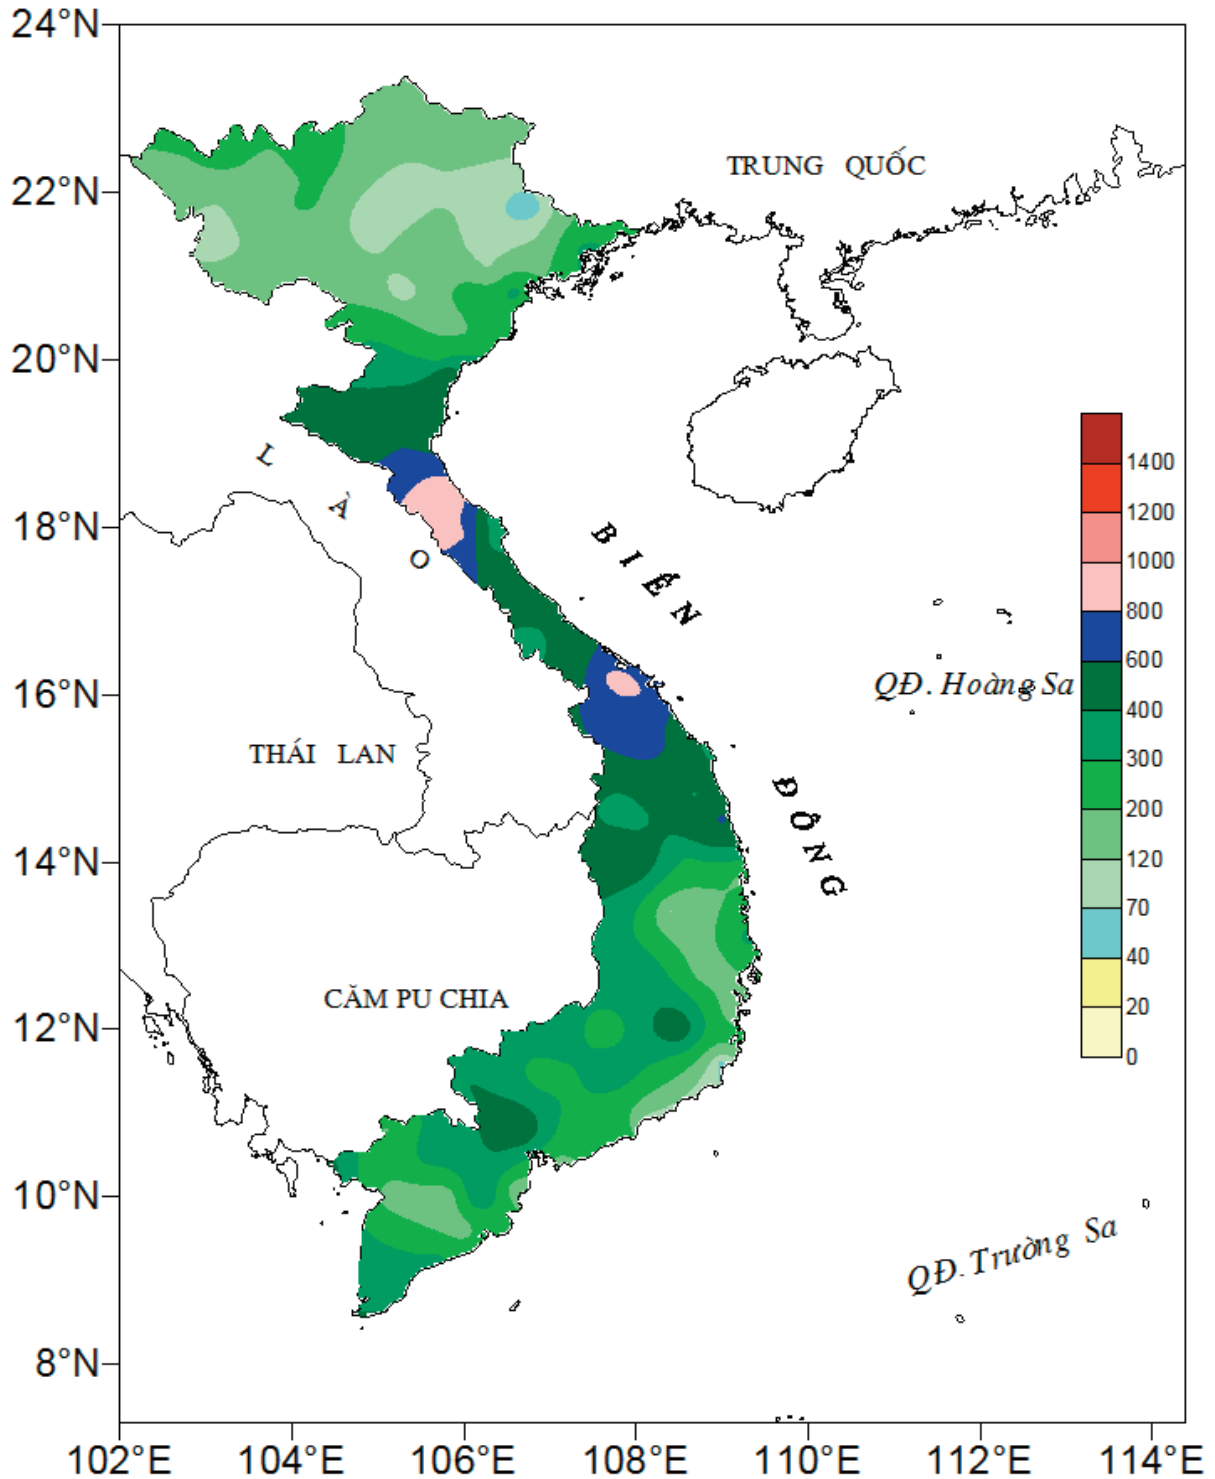 24°N
22°N
20°N
18°N
16°N
14°N
12°N
10°N
8°N
TRUNG QUỐC
L
À
O
BIỂN
ĐÔNG
QĐ. Hoàng Sa
THÁI LAN
CĂM PU CHIA
QĐ. Trường Sa
1400
1200
1000
800
600
400
300
200
120
70
40
20
0
102°E 104°E 106°E 108°E 110°E 112°E 114°E